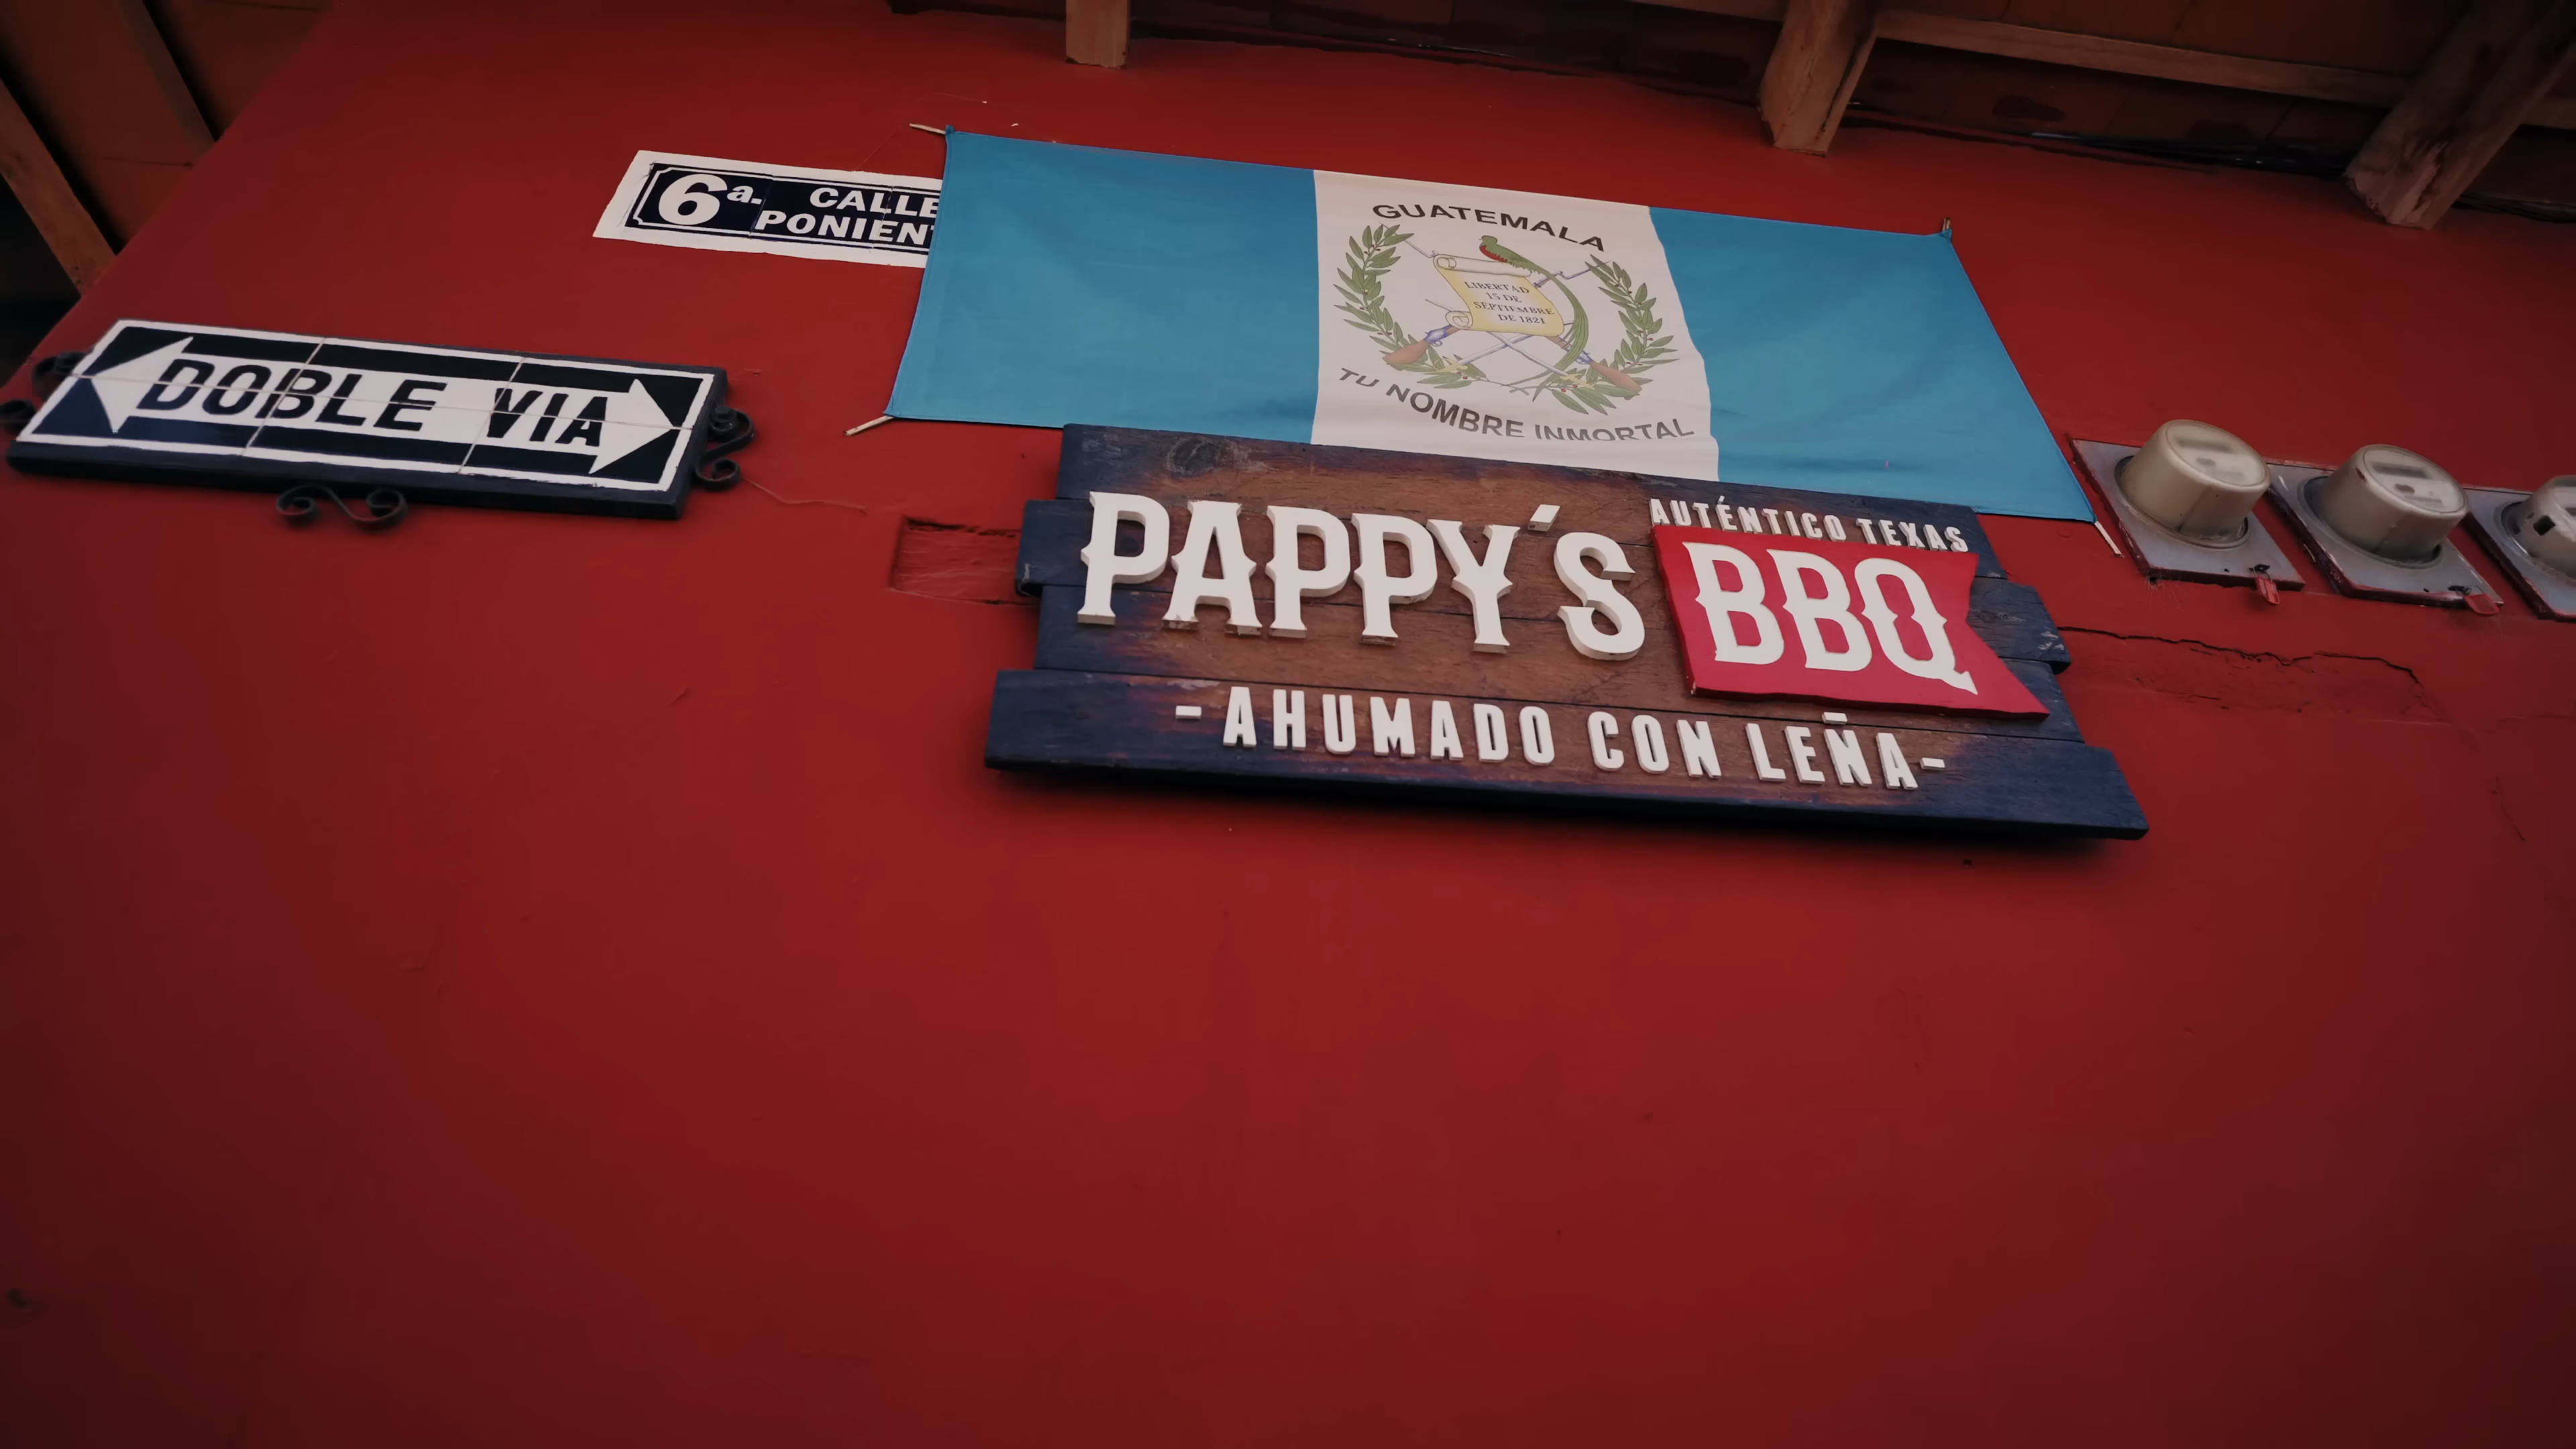 6a. CALLE
PONIENT
DOBLE VIA
GUATEMALA
LIBERTAD
15 DE
SEPTIEMBRE
DE 1821
TU NOMBRE INMORTAL
PAPPY´S
AUTÉNTICO TEXAS
BBQ
-AHUMADO CON LEÑA-